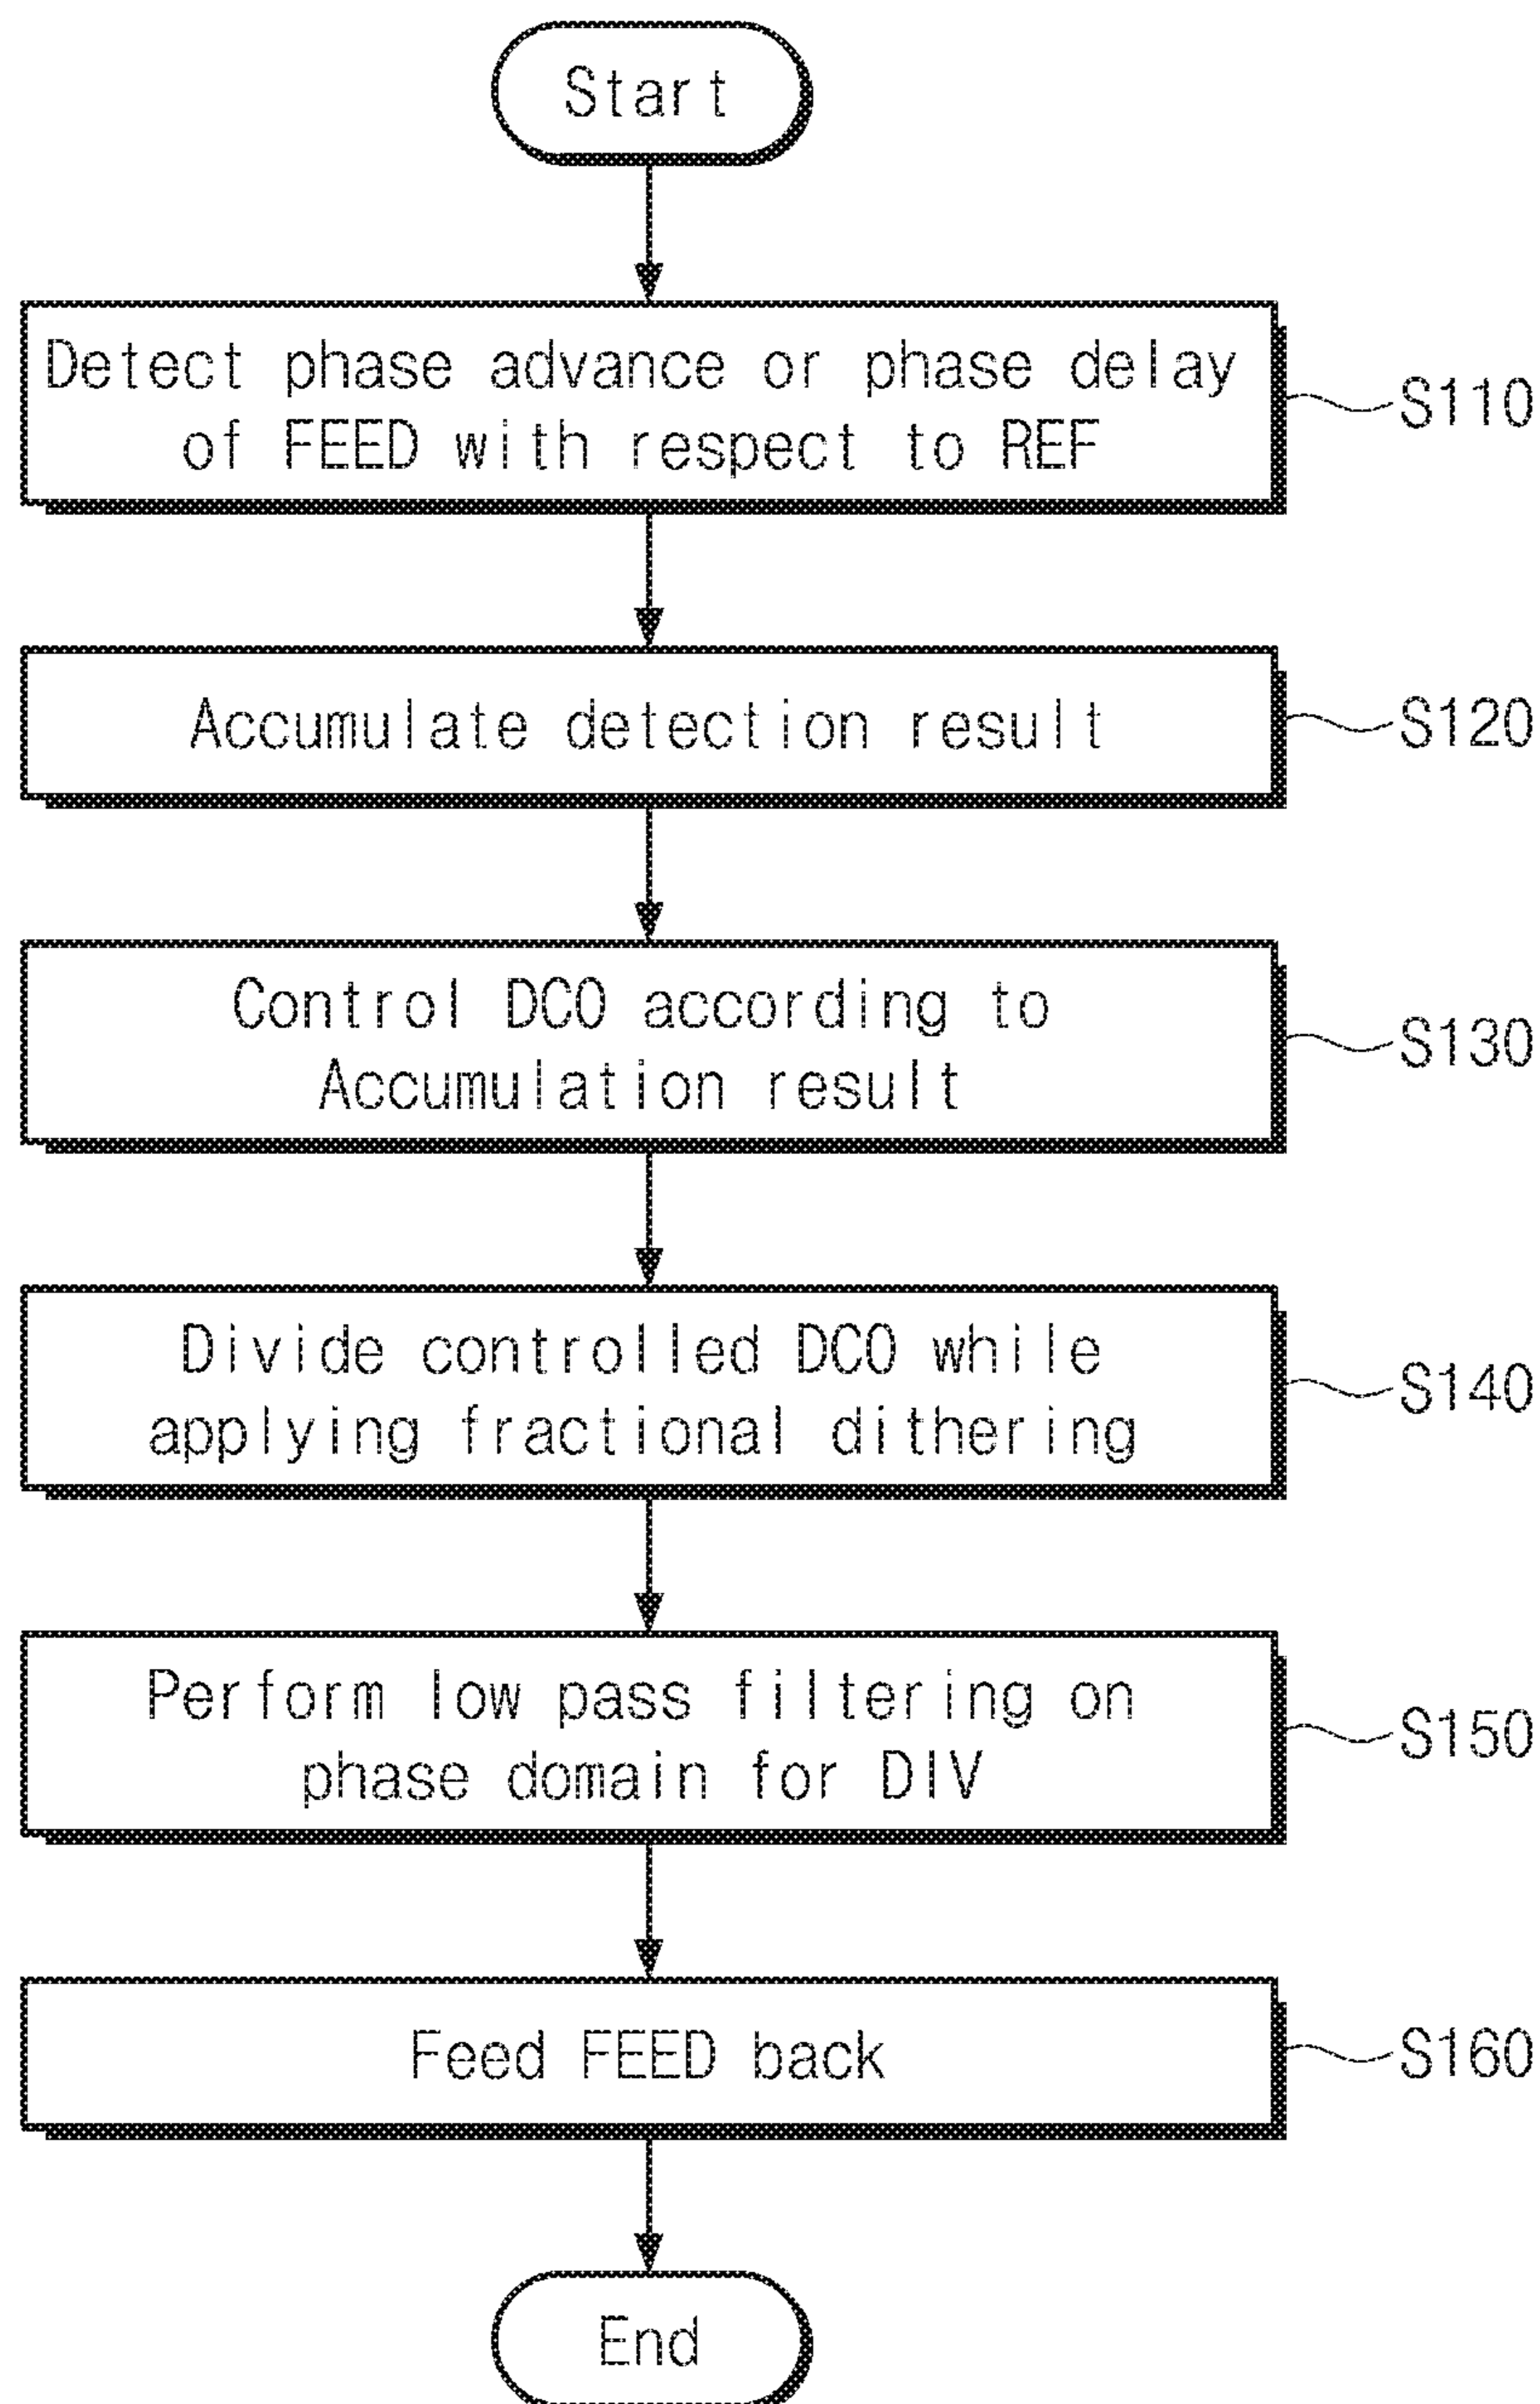 Start
Detect phase advance or phase delay
of FEED with respect to REF
S110
Accumulate detection result
S120
Control DCO according to
Accumulation result
S130
Divide controlled DCO while
applying fractional dithering
S140
Perform low pass filtering on
phase domain for DIV
S150
Feed FEED back
S160
End